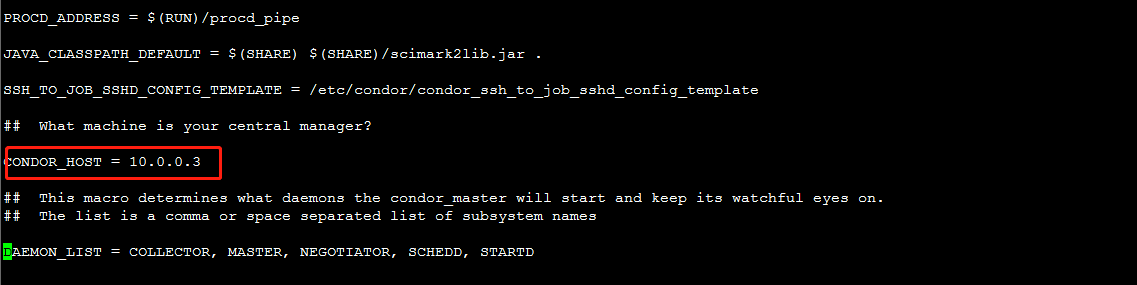 PROCD_ADDRESS = $(RUN)/procd_pipe
JAVA_CLASSPATH_DEFAULT = $(SHARE) $(SHARE)/scimark2lib.jar .
SSH_TO_JOB_SSHD_CONFIG_TEMPLATE = /etc/condor/condor_ssh_to_job_sshd_config_template
##  What machine is your central manager?
CONDOR_HOST = 10.0.0.3
##  This macro determines what daemons the condor_master will start and keep its watchful eyes on.
##  The list is a comma or space separated list of subsystem names
DAEMON_LIST = COLLECTOR, MASTER, NEGOTIATOR, SCHEDD, STARTD